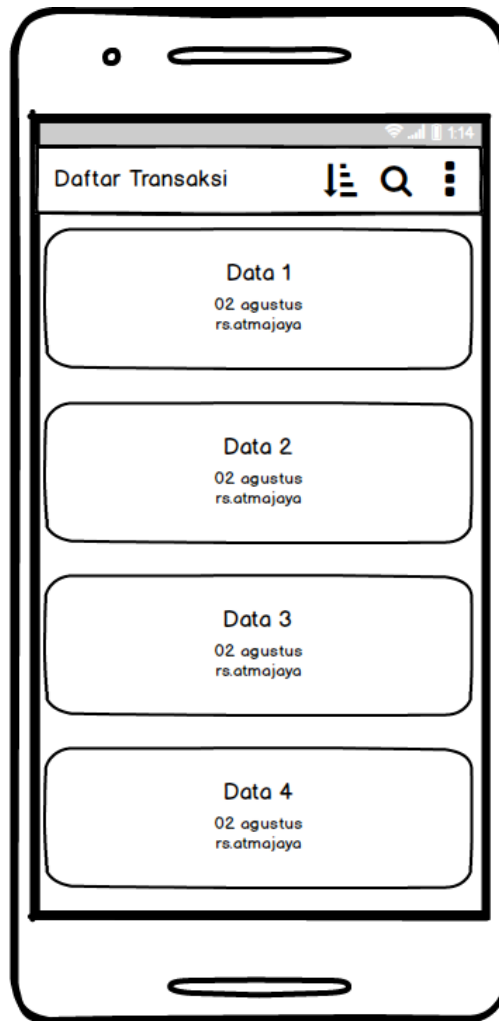 1:14
Daftar Transaksi
Data 1
02 agustus
rs.atmajaya
Data 2
02 agustus
rs.atmajaya
Data 3
02 agustus
rs.atmajaya
Data 4
02 agustus
rs.atmajaya